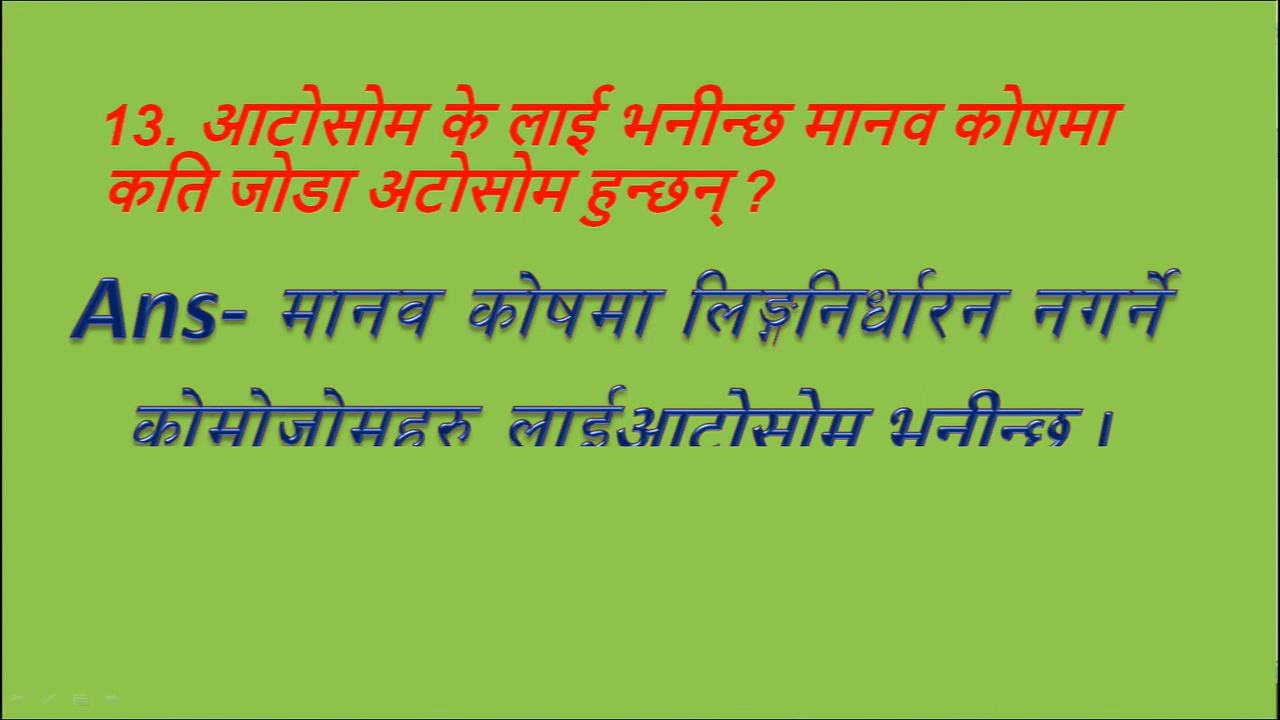 13. आटोसोम के लाई भनीन्छ मानव कोषमा
कति जोडा अटोसोम हुन्छन् ?
Ans- मानव कोषमा लिङ्गनिर्धारन नगर्ने
कोमोजोमहरु लाईआटोसोम भनीन्छ ।